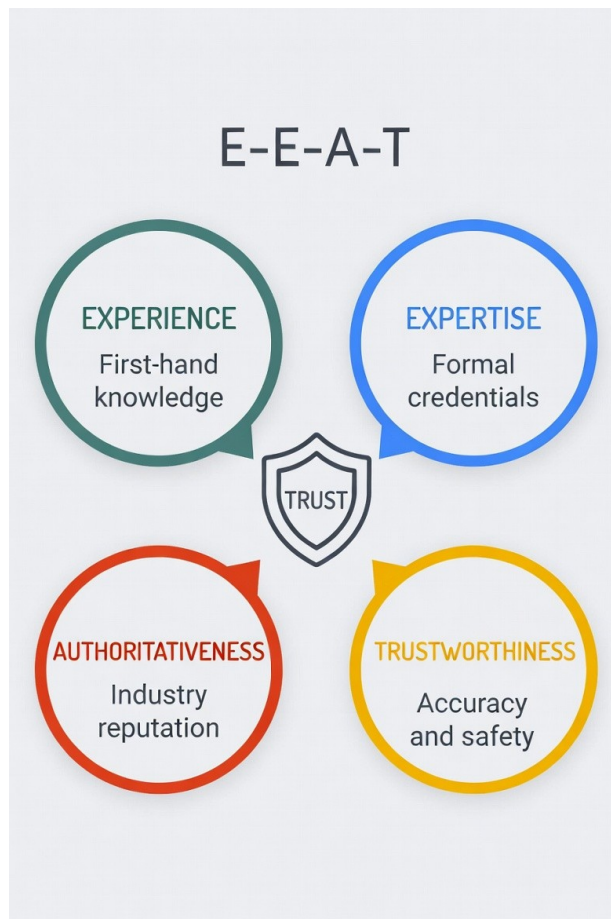 E-E-A-T
EXPERIENCE
First-hand
knowledge
EXPERTISE
Formal
credentials
TRUST
AUTHORITATIVENESS
Industry
reputation
TRUSTWORTHINESS
Accuracy
and safety